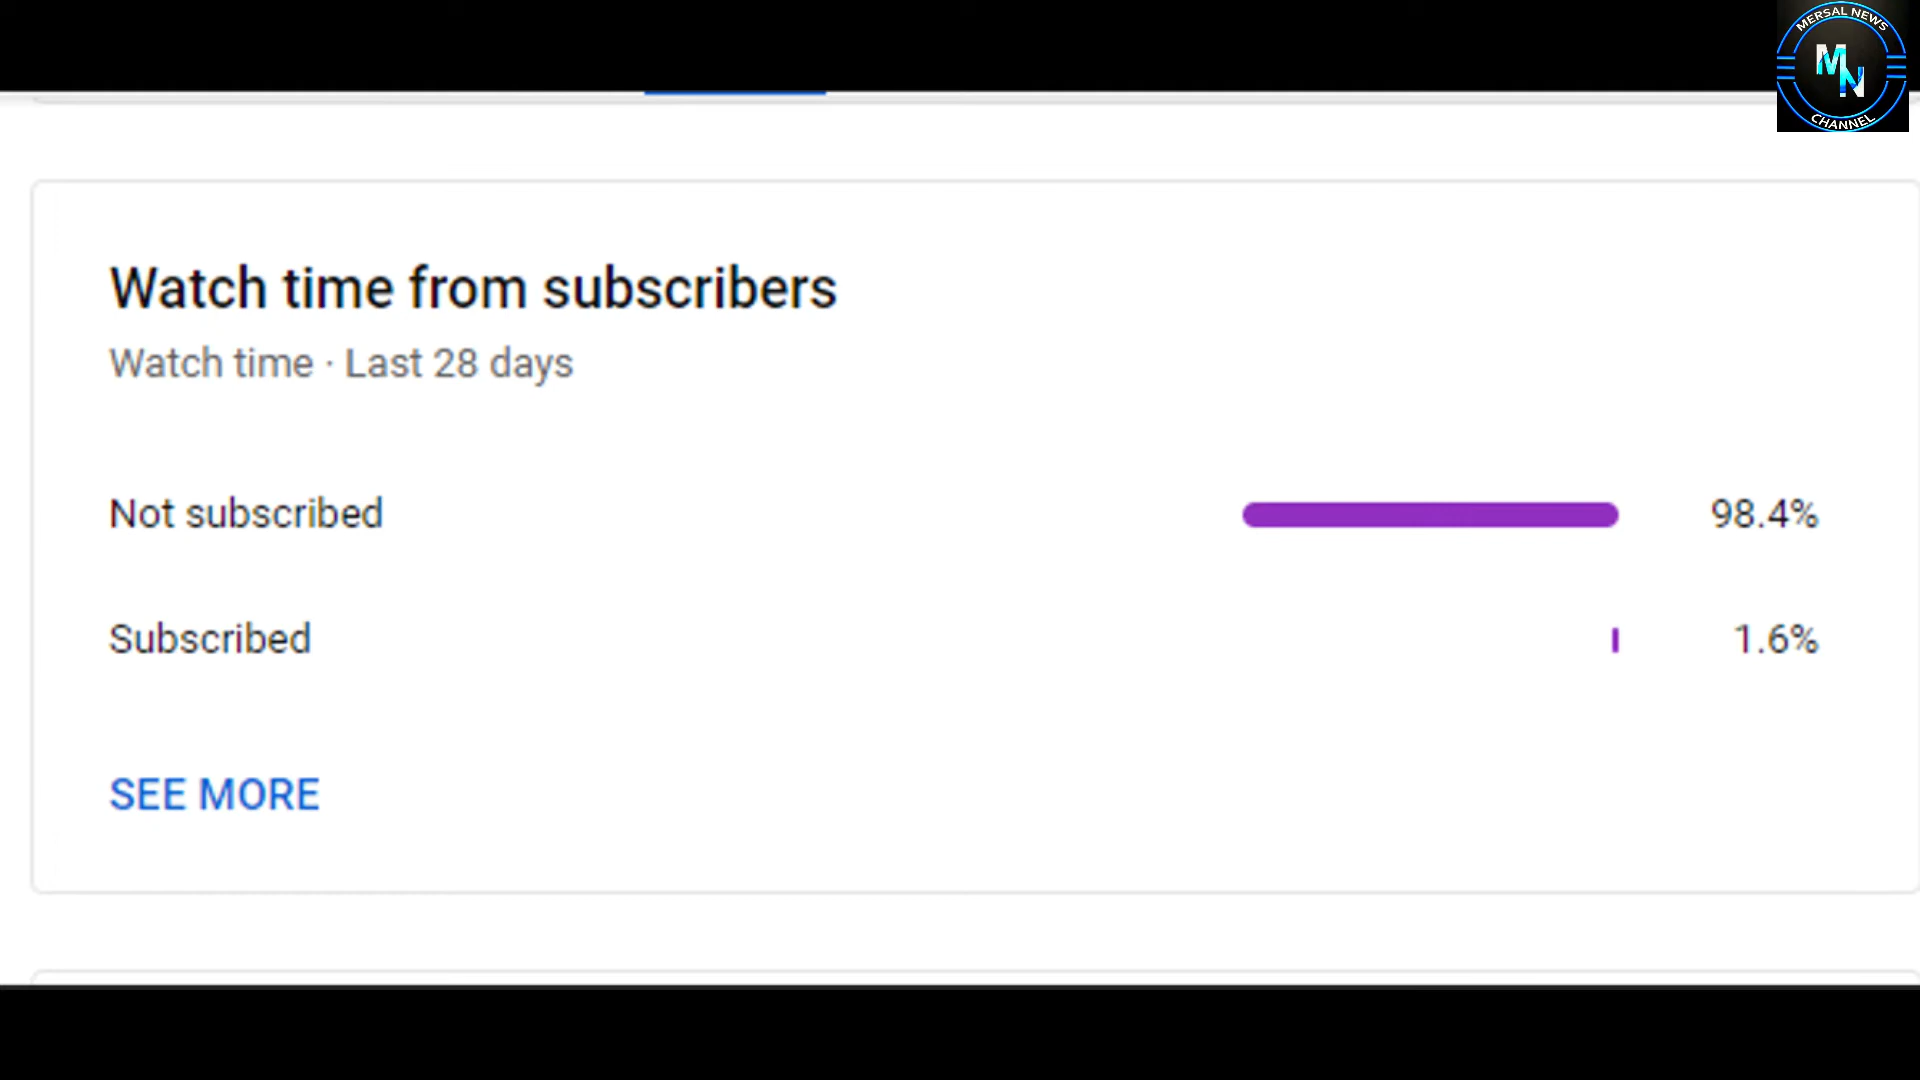 MERSAL NEWS
MN
CHANNEL
Watch time from subscribers
Watch time · Last 28 days
Not subscribed 98.4%
Subscribed 1.6%
SEE MORE